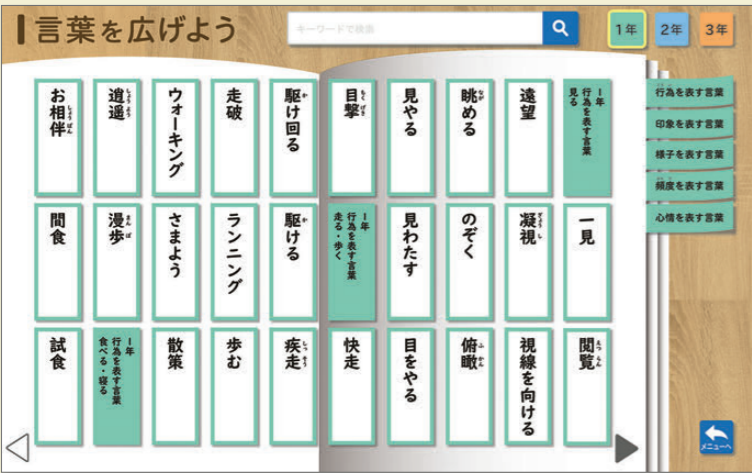 言葉を広げよう
キーワードで検索
1年
2年
3年
1年
行為を表す言葉
見る
一見
閲覧
遠望
凝視
視線を向ける
眺める
のぞく
俯瞰
見やる
見わたす
目をやる
目撃
1年
行為を表す言葉
走る・歩く
快走
駆け回る
駆ける
疾走
走破
ランニング
歩む
ウォーキング
さまよう
散策
逍遥
漫歩
1年
行為を表す言葉
食べる・寝る
お相伴
間食
試食
行為を表す言葉
印象を表す言葉
様子を表す言葉
頻度を表す言葉
心情を表す言葉
メニューへ